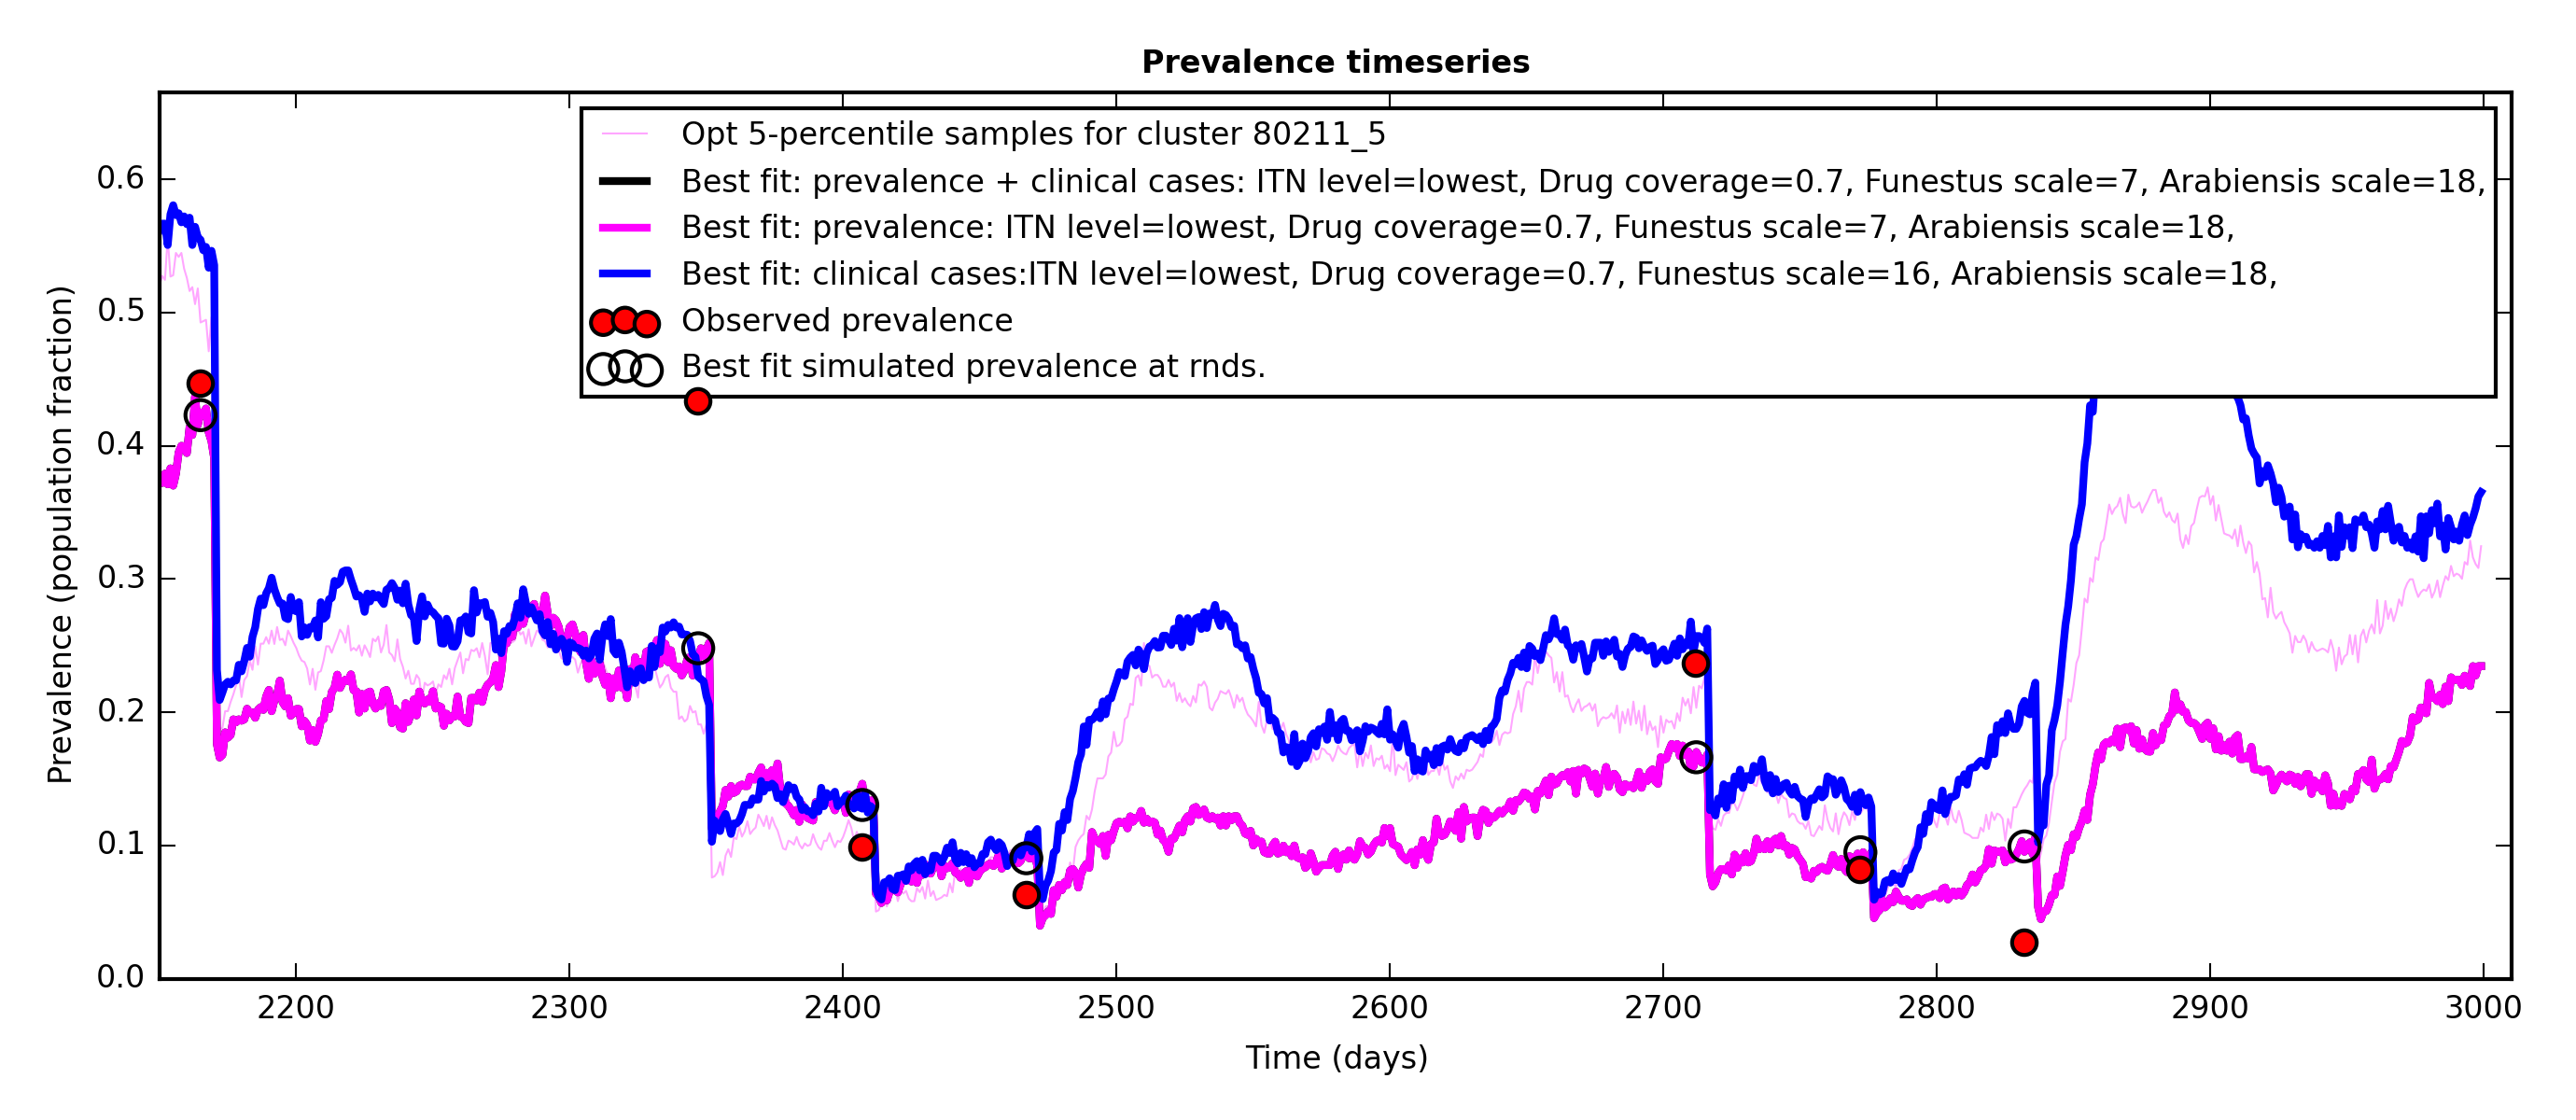 Prevalence timeseries
Opt 5-percentile samples for cluster 80211_5
Best fit: prevalence + clinical cases: ITN level=lowest, Drug coverage=0.7, Funestus scale=7, Arabiensis scale=18,
Best fit: prevalence: ITN level=lowest, Drug coverage=0.7, Funestus scale=7, Arabiensis scale=18,
Best fit: clinical cases:ITN level=lowest, Drug coverage=0.7, Funestus scale=16, Arabiensis scale=18,
Observed prevalence
Best fit simulated prevalence at rnds.
Prevalence (population fraction)
0.6
0.5
0.4
0.3
0.2
0.1
0.0
2200 2300 2400 2500 2600 2700 2800 2900 3000
Time (days)